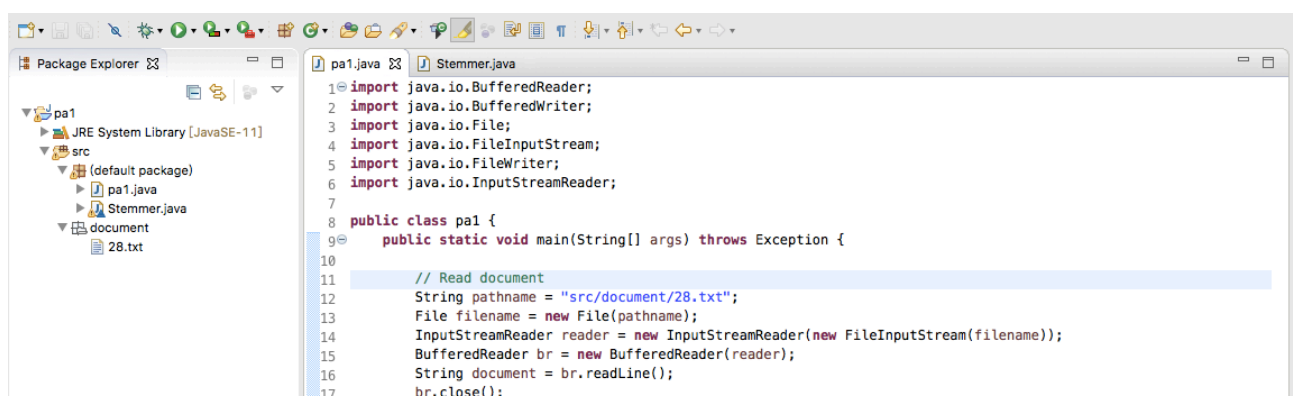 Package Explorer
pa1
JRE System Library [JavaSE-11]
src
(default package)
pa1.java
Stemmer.java
document
28.txt
pa1.java
Stemmer.java
1 import java.io.BufferedReader;
2 import java.io.BufferedWriter;
3 import java.io.File;
4 import java.io.FileInputStream;
5 import java.io.FileWriter;
6 import java.io.InputStreamReader;
7
8 public class pa1 {
9 public static void main(String[] args) throws Exception {
10
11 // Read document
12 String pathname = "src/document/28.txt";
13 File filename = new File(pathname);
14 InputStreamReader reader = new InputStreamReader(new FileInputStream(filename));
15 BufferedReader br = new BufferedReader(reader);
16 String document = br.readLine();
17 br.close();